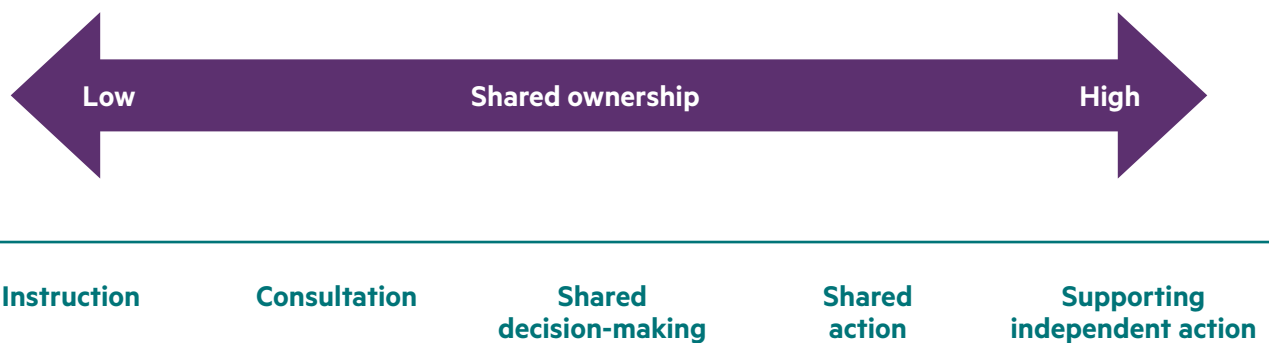 Low Shared ownership High
Instruction Consultation Shared decision-making Shared action Supporting independent action